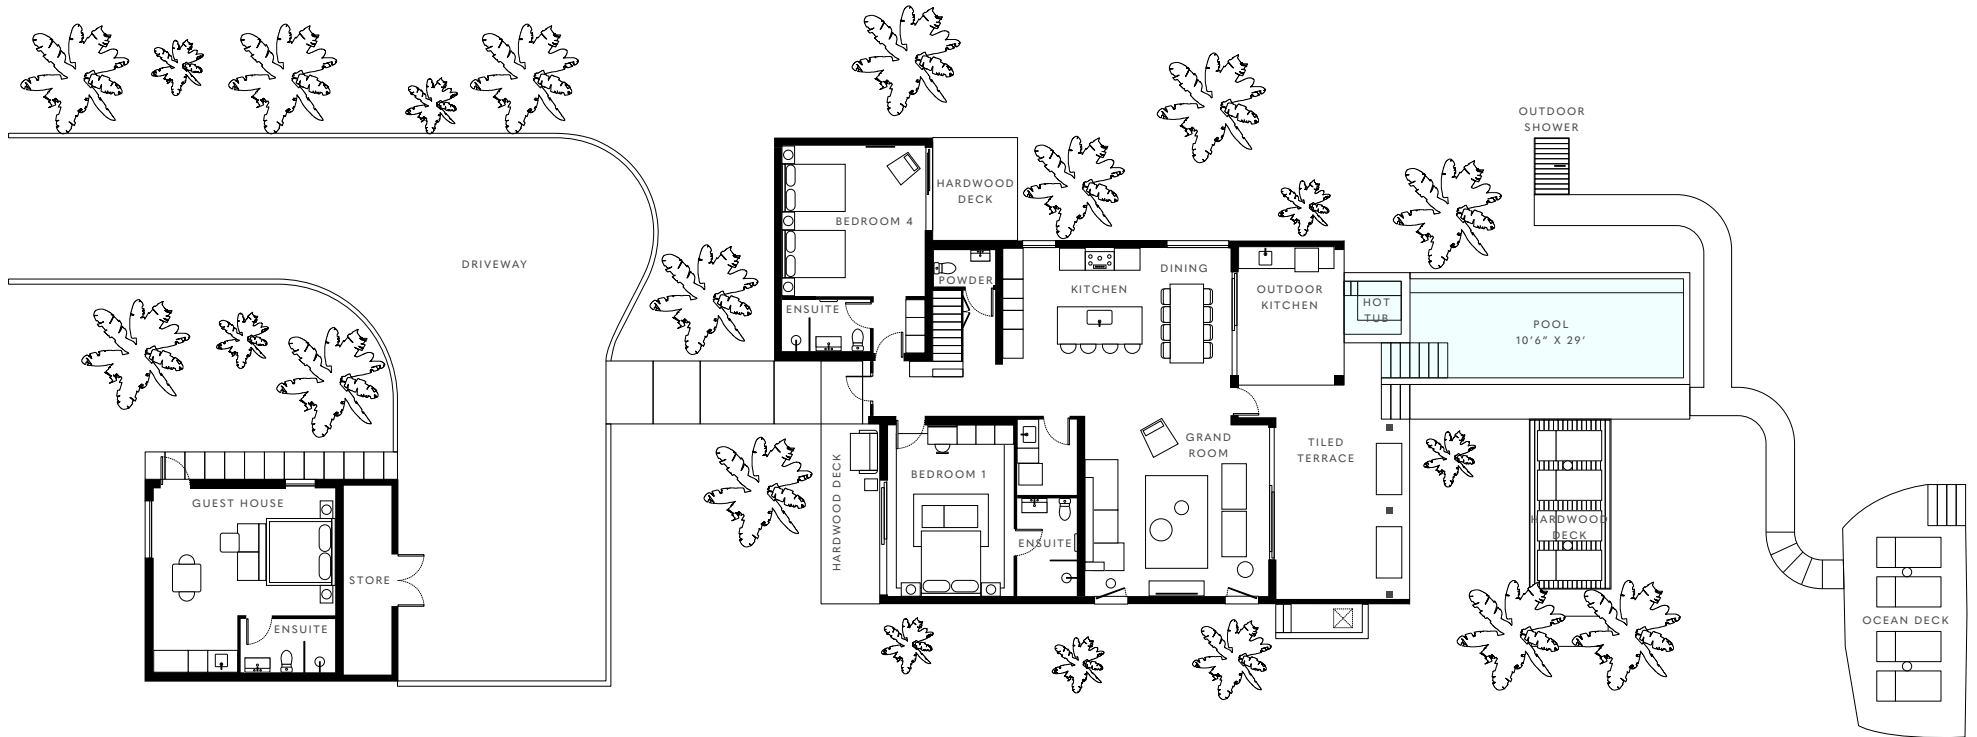 OUTDOOR
SHOWER
HARDWOOD
DECK
BEDROOM 4
DRIVEWAY
POWDER
DINING
KITCHEN
OUTDOOR
KITCHEN
HOT
TUB
ENSUITE
POOL
10'6" X 29'
GRAND
ROOM
TILED
TERRACE
BEDROOM 1
HARDWOOD DECK
GUEST HOUSE
HARDWOOD
DECK
ENSUITE
STORE
OCEAN DECK
ENSUITE